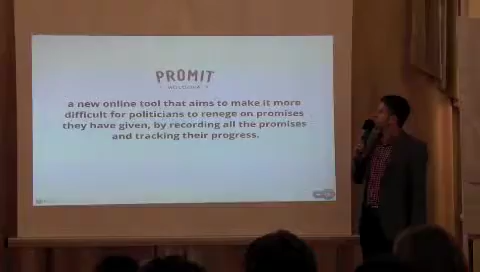 PROMIT
a new online tool that aims to make it more
difficult for politicians to renege on promises
they have given, by recording all the promises
and tracking their progress.